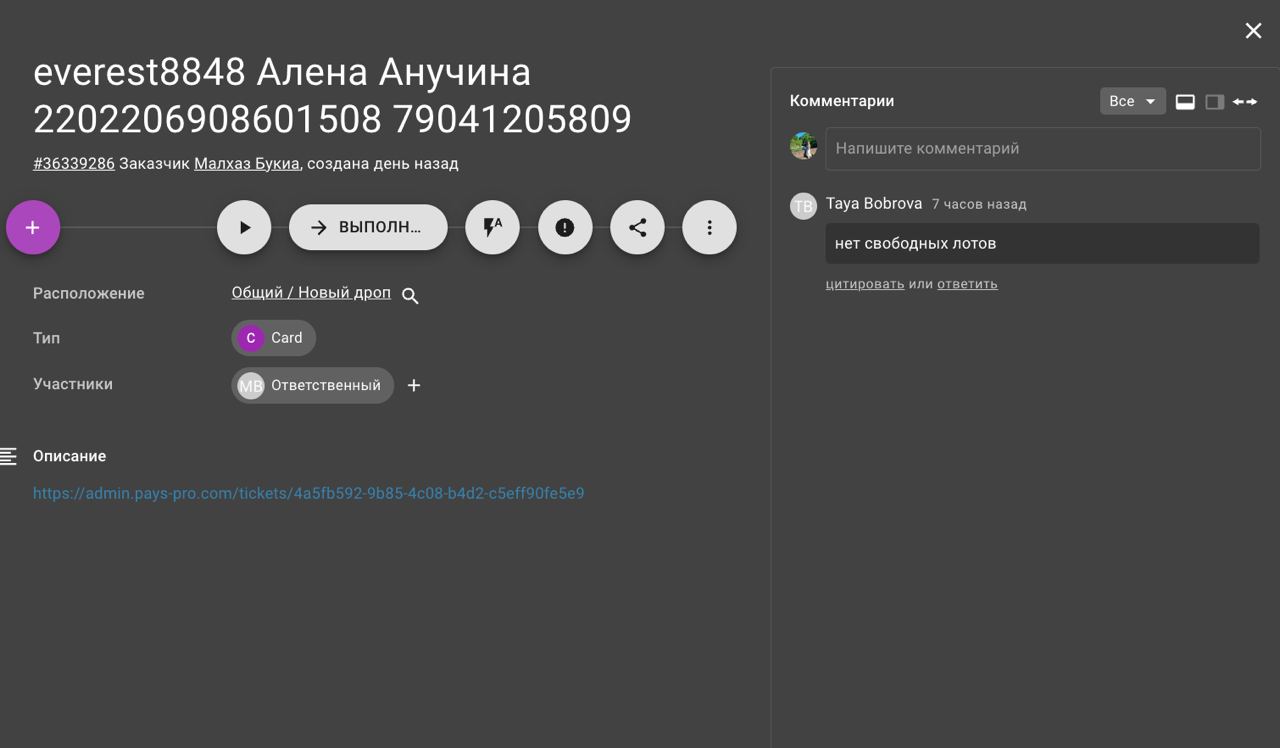 everest8848 Алена Анучина
2202206908601508 79041205809
#36339286 Заказчик Малхаз Букиа, создана день назад
+
ВЫПОЛН...
A
Расположение
Общий / Новый дроп
Тип
C Card
Участники
MB Ответственный +
Описание
https://admin.pays-pro.com/tickets/4a5fb592-9b85-4c08-b4d2-c5eff90fe5e9
Комментарии
Все
Напишите комментарий
TB Taya Bobrova 7 часов назад
нет свободных лотов
цитировать или ответить